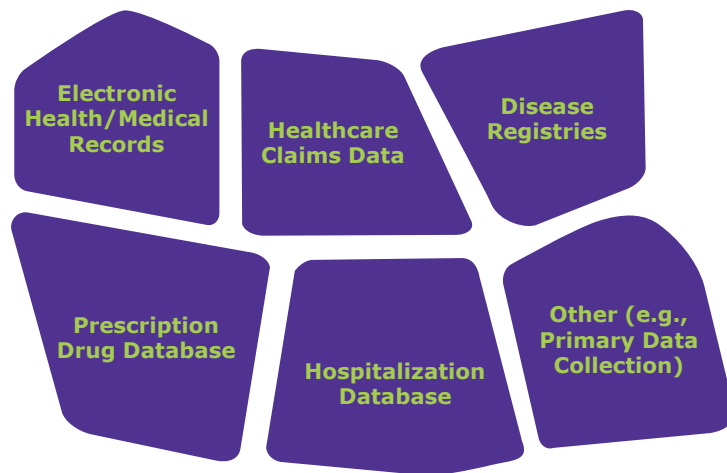 Electronic
Health/Medical
Records
Healthcare
Claims Data
Disease
Registries
Prescription
Drug Database
Hospitalization
Database
Other (e.g.,
Primary Data
Collection)